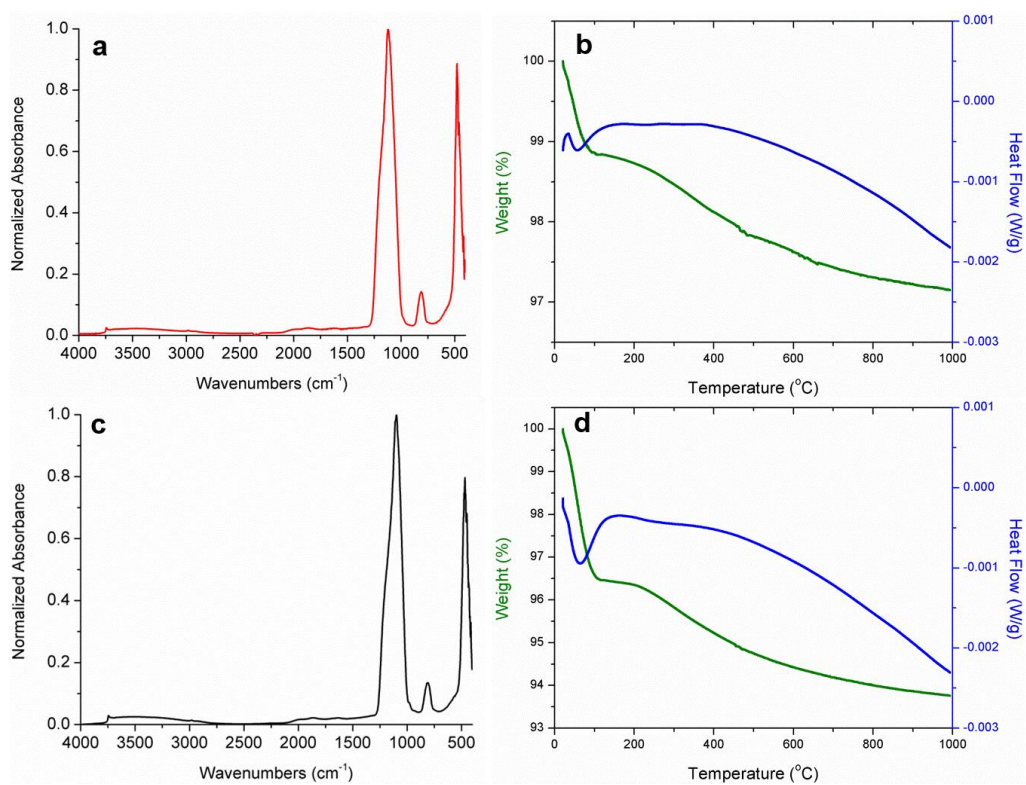 a
1.0
0.8
0.6
0.4
0.2
0.0
Normalized Absorbance
4000 3500 3000 2500 2000 1500 1000 500
Wavenumbers (cm⁻¹)
b
100
99
98
97
Weight (%)
0.001
0.000
-0.001
-0.002
-0.003
Heat Flow (W/g)
0 200 400 600 800 1000
Temperature (°C)
c
1.0
0.8
0.6
0.4
0.2
0.0
Normalized Absorbance
4000 3500 3000 2500 2000 1500 1000 500
Wavenumbers (cm⁻¹)
d
100
99
98
97
96
95
94
93
Weight (%)
0.001
0.000
-0.001
-0.002
-0.003
Heat Flow (W/g)
0 200 400 600 800 1000
Temperature (°C)